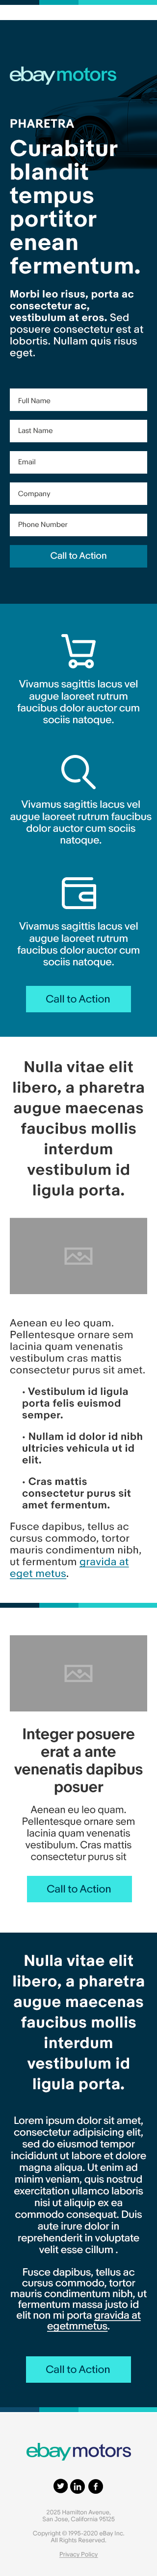 ebay motors
PHARETRA
Curabitur
blandit
tempus
portitor
enean
fermentum.
Morbi leo risus, porta ac
consectetur ac,
vestibulum at eros. Sed
posuere consectetur est at
lobortis. Nullam quis risus
eget.
Full Name
Last Name
Email
Company
Phone Number
Call to Action
Vivamus sagittis lacus vel
augue laoreet rutrum
faucibus dolor auctor cum
sociis natoque.
Vivamus sagittis lacus vel
augue laoreet rutrum faucibus
dolor auctor cum sociis
natoque.
Vivamus sagittis lacus vel
augue laoreet rutrum
faucibus dolor auctor cum
sociis natoque.
Call to Action
Nulla vitae elit
libero, a pharetra
augue maecenas
faucibus mollis
interdum
vestibulum id
ligula porta.
Aenean eu leo quam.
Pellentesque ornare sem
lacinia quam venenatis
vestibulum cras mattis
consectetur purus sit amet.
· Vestibulum id ligula
porta felis euismod
semper.
· Nullam id dolor id nibh
ultricies vehicula ut id
elit.
· Cras mattis
consectetur purus sit
amet fermentum.
Fusce dapibus, tellus ac
cursus commodo, tortor
mauris condimentum nibh,
ut fermentum gravida at
eget metus.
Integer posuere
erat a ante
venenatis dapibus
posuer
Aenean eu leo quam.
Pellentesque ornare sem
lacinia quam venenatis
vestibulum. Cras mattis
consectetur purus sit
Call to Action
Nulla vitae elit
libero, a pharetra
augue maecenas
faucibus mollis
interdum
vestibulum id
ligula porta.
Lorem ipsum dolor sit amet,
consectetur adipisicing elit,
sed do eiusmod tempor
incididunt ut labore et dolore
magna aliqua. Ut enim ad
minim veniam, quis nostrud
exercitation ullamco laboris
nisi ut aliquip ex ea
commodo consequat. Duis
aute irure dolor in
reprehenderit in voluptate
velit esse cillum .
Fusce dapibus, tellus ac
cursus commodo, tortor
mauris condimentum nibh, ut
fermentum massa justo id
elit non mi porta gravida at
egetmmetus.
Call to Action
ebay motors
2025 Hamilton Avenue,
San Jose, California 95125
Copyright © 1995-2020 eBay Inc.
All Rights Reserved.
Privacy Policy